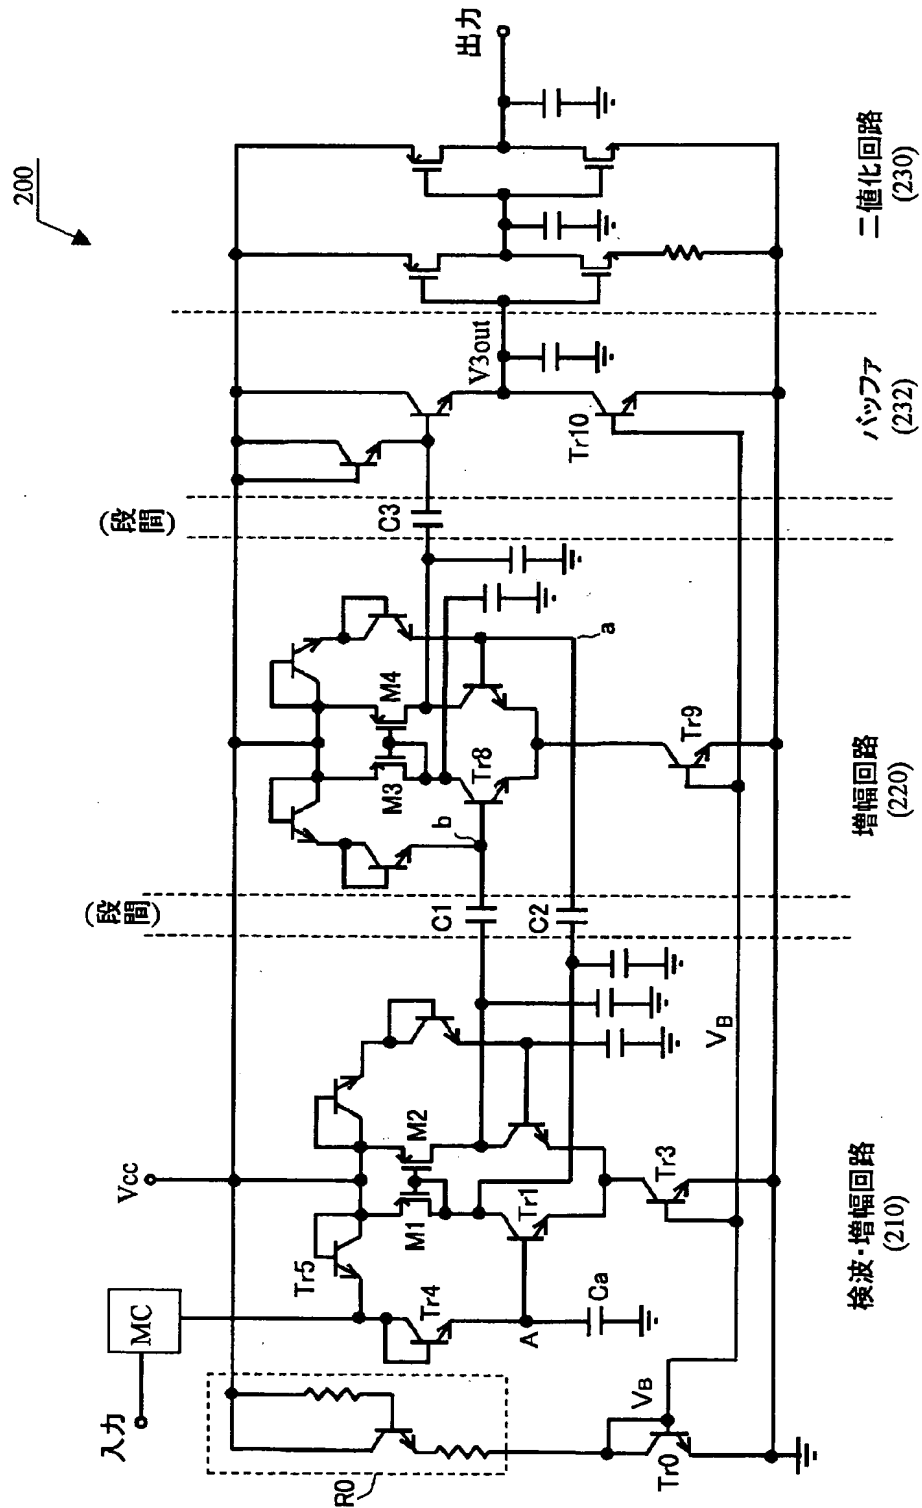 200
Vcc
入力
MC
出力
(段間)
(段間)
R0
Tr0
VB
Tr5
Tr4
A
Ca
M1
M2
Tr1
Tr3
VB
C1
C2
b
a
M3
M4
Tr8
Tr9
C3
V3out
Tr10
検波・増幅回路
(210)
増幅回路
(220)
バッファ
(232)
二値化回路
(230)